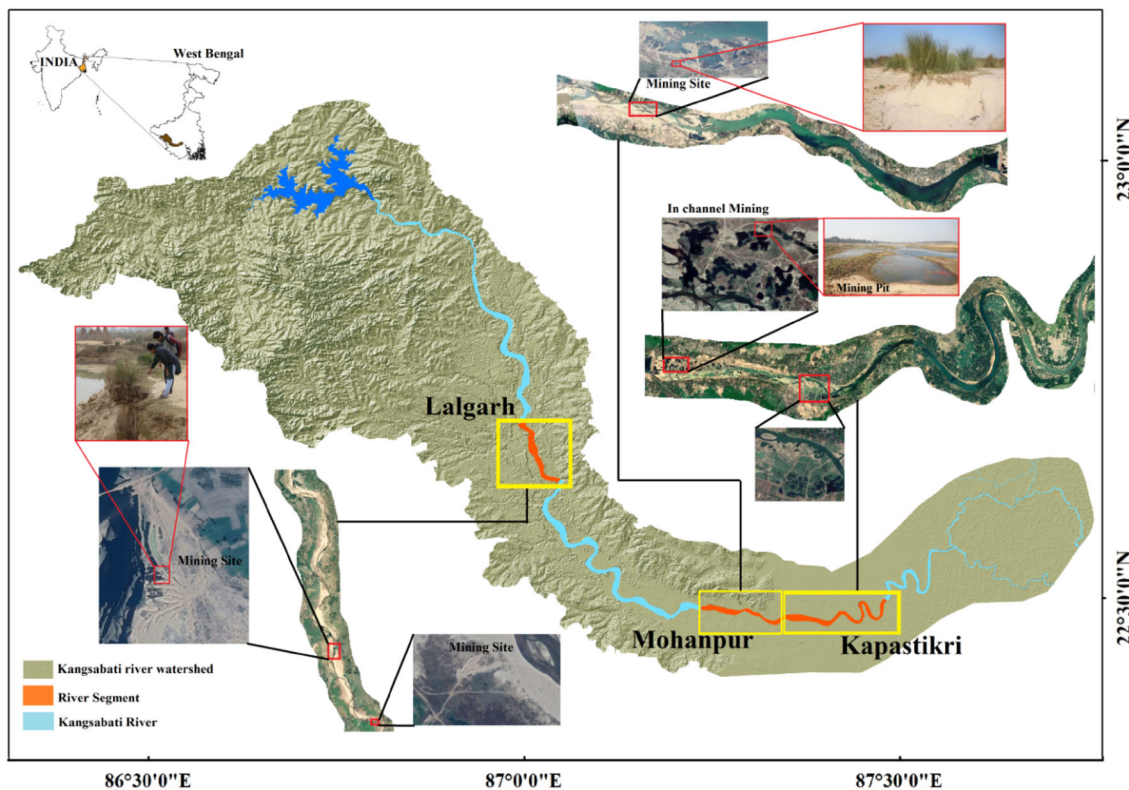 West Bengal
INDIA
Mining Site
23°0'0"N
In channel Mining
Mining Pit
Lalgarh
Mining Site
22°30'0"N
Mohanpur
Kapastikri
Mining Site
Kangsabati river watershed
River Segment
Kangsabati River
86°30'0"E
87°0'0"E
87°30'0"E